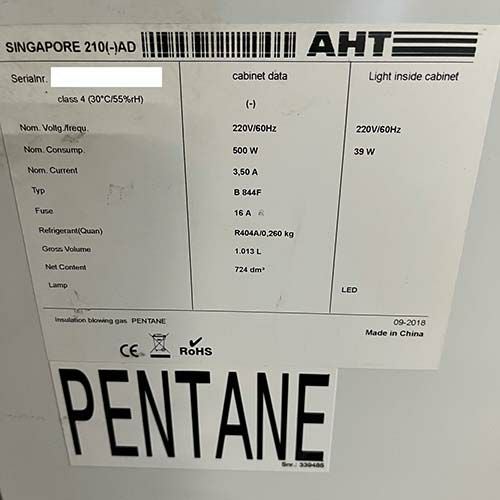 SINGAPORE 210(-)AD AHT
Serialnr. cabinet data Light inside cabinet
class 4 (30°C/55%rH) (-)
Nom. Voltg./frequ. 220V/60Hz 220V/60Hz
Nom. Consump. 500 W 39 W
Nom. Current 3,50 A
Typ B 844F
Fuse 16 A
Refrigerant(Quan) R404A/0,260 kg
Gross Volume 1.013 L
Net Content 724 dm³
Lamp LED
Insulation blowing gas PENTANE 09-2018
Made in China
CE RoHS
PENTANE
Snr.: 339485